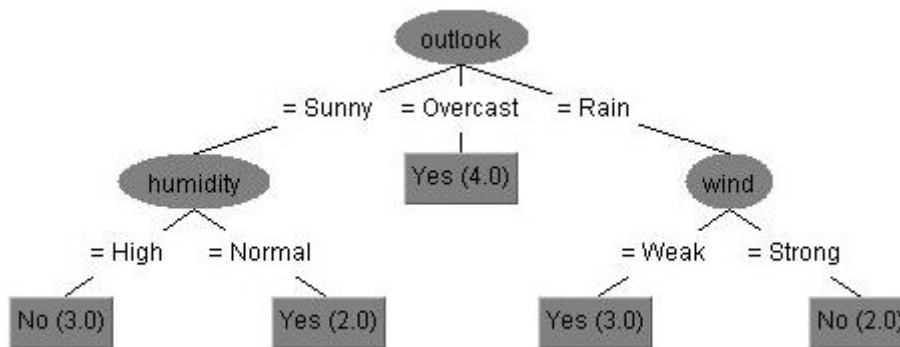 outlook
= Sunny = Overcast = Rain
humidity Yes (4.0) wind
= High = Normal = Weak = Strong
No (3.0) Yes (2.0) Yes (3.0) No (2.0)